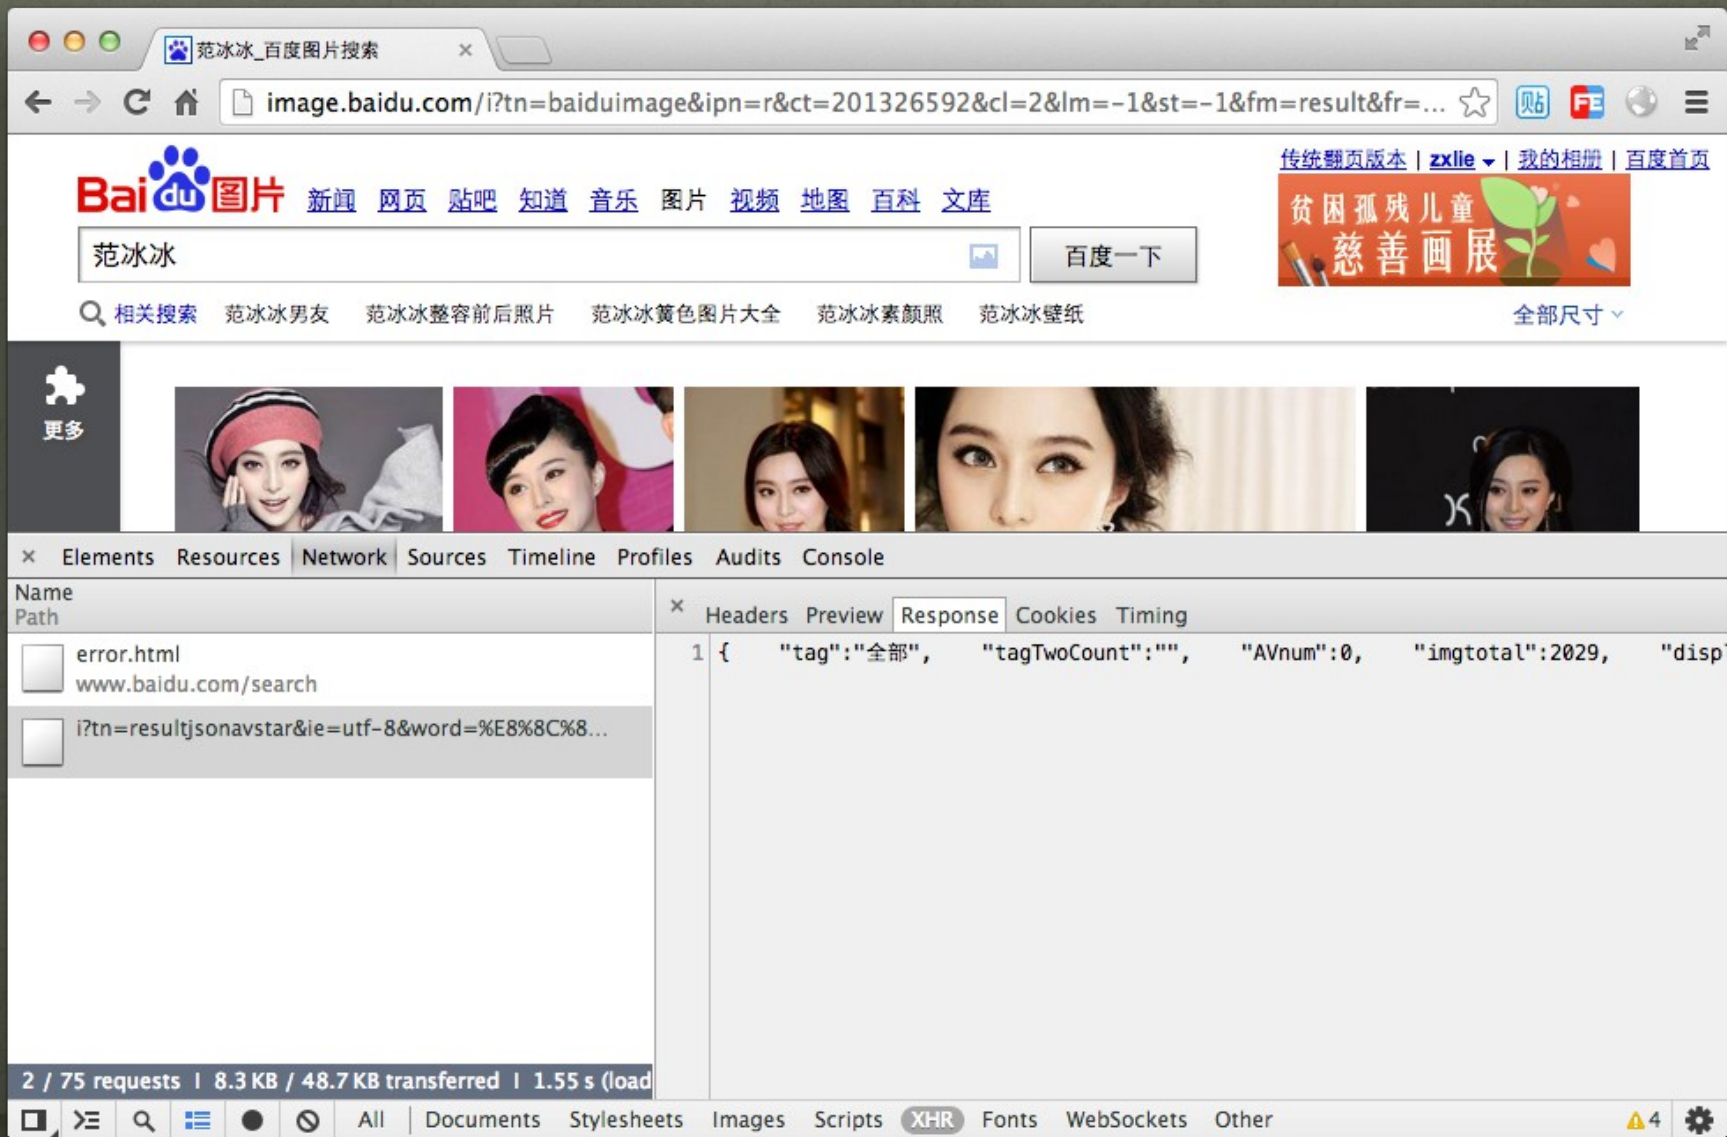 范冰冰_百度图片搜索
image.baidu.com/i?tn=baiduimage&ipn=r&ct=201326592&cl=2&lm=-1&st=-1&fm=result&fr=...
贴
FE
传统翻页版本 | zxlie | 我的相册 | 百度首页
Bai du 图片 新闻 网页 贴吧 知道 音乐 图片 视频 地图 百科 文库
贫困孤残儿童
慈善画展
范冰冰 百度一下
相关搜索 范冰冰男友 范冰冰整容前后照片 范冰冰簧色图片大全 范冰冰素颜照 范冰冰壁纸 全部尺寸
更多
× Elements Resources Network Sources Timeline Profiles Audits Console
Name
Path
× Headers Preview Response Cookies Timing
1 { "tag":"全部", "tagTwoCount":"", "AVnum":0, "imgtotal":2029, "disp
error.html
www.baidu.com/search
i?tn=resultjsonavstar&ie=utf-8&word=%E8%8C%8...
2 / 75 requests | 8.3 KB / 48.7 KB transferred | 1.55 s (load
All Documents Stylesheets Images Scripts XHR Fonts WebSockets Other 4